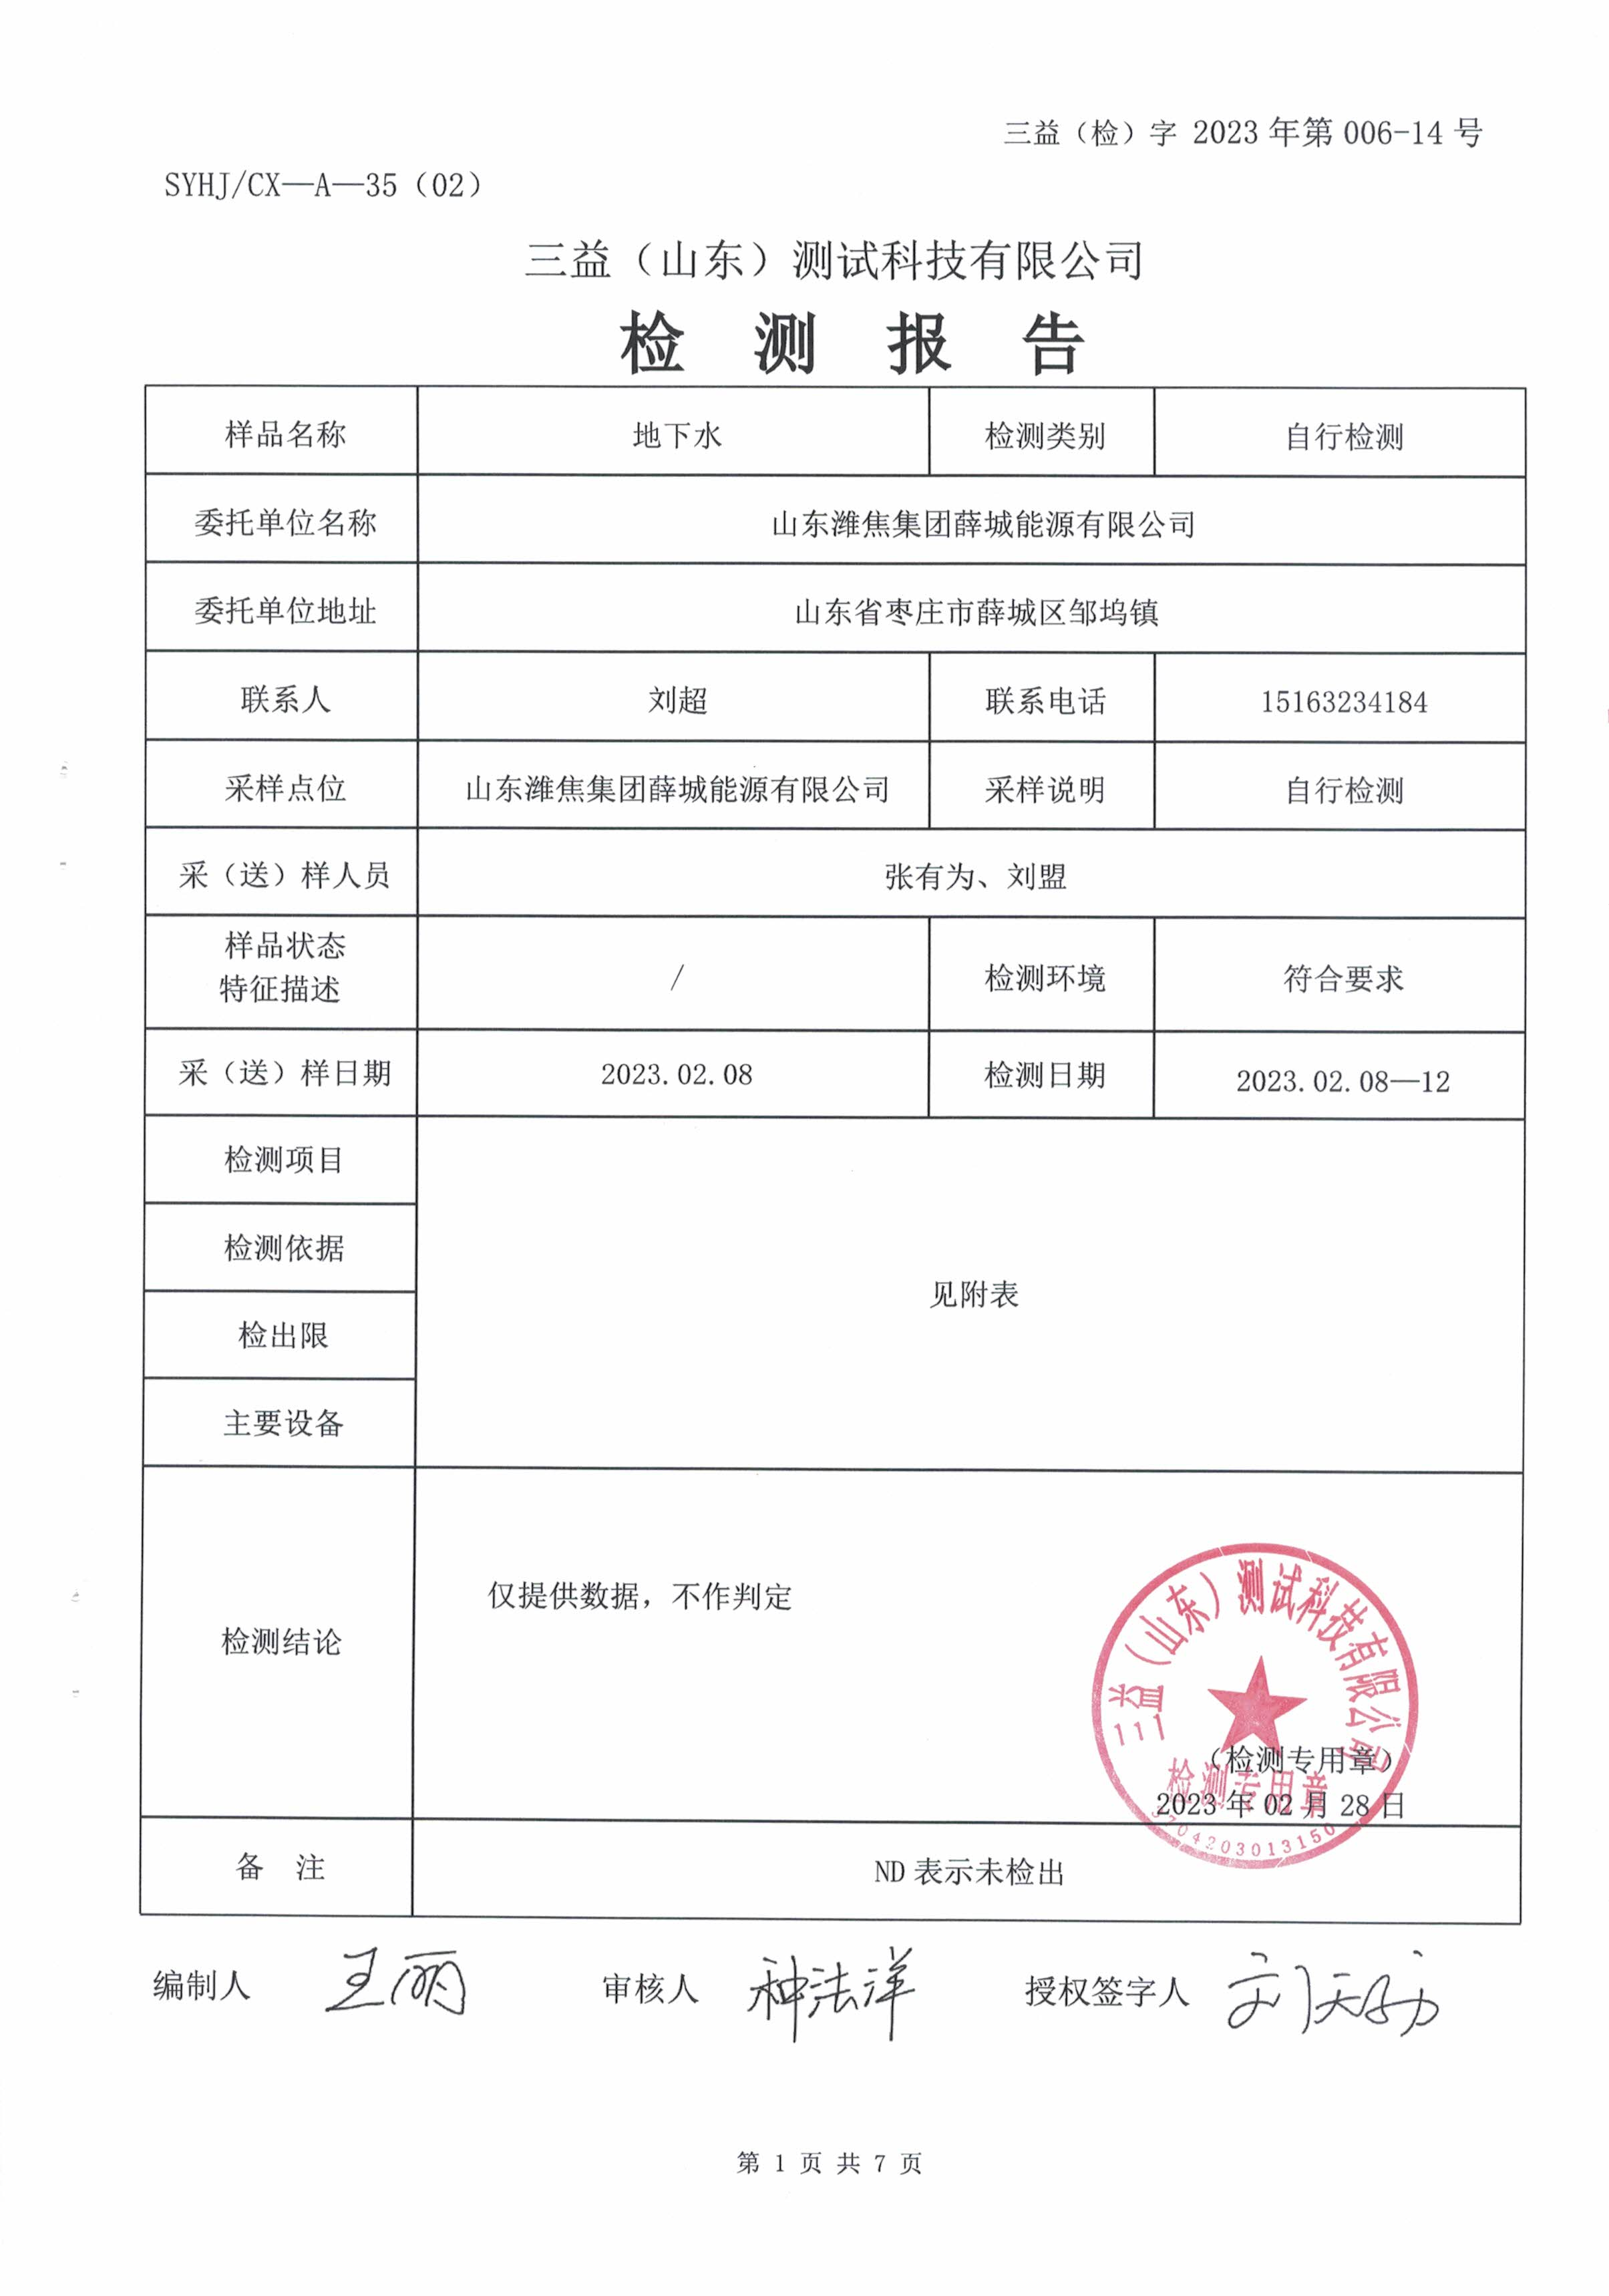 三益（检）字 2023 年第 006-14 号
SYHJ/CX—A—35（02）
三益（山东）测试科技有限公司
检 测 报 告
样品名称 地下水 检测类别 自行检测
委托单位名称 山东潍焦集团薛城能源有限公司
委托单位地址 山东省枣庄市薛城区邹坞镇
联系人 刘超 联系电话 15163234184
采样点位 山东潍焦集团薛城能源有限公司 采样说明 自行检测
采（送）样人员 张有为、刘盟
样品状态
特征描述 / 检测环境 符合要求
采（送）样日期 2023.02.08 检测日期 2023.02.08—12
检测项目
检测依据
检出限
主要设备
见附表
检测结论
仅提供数据，不作判定
三益（山东）测试科技有限公司
检测专用章
3704203013150
（检测专用章）
2023 年 02 月 28 日
备 注 ND 表示未检出
编制人 王丽 审核人 种法洋 授权签字人
第 1 页 共 7 页